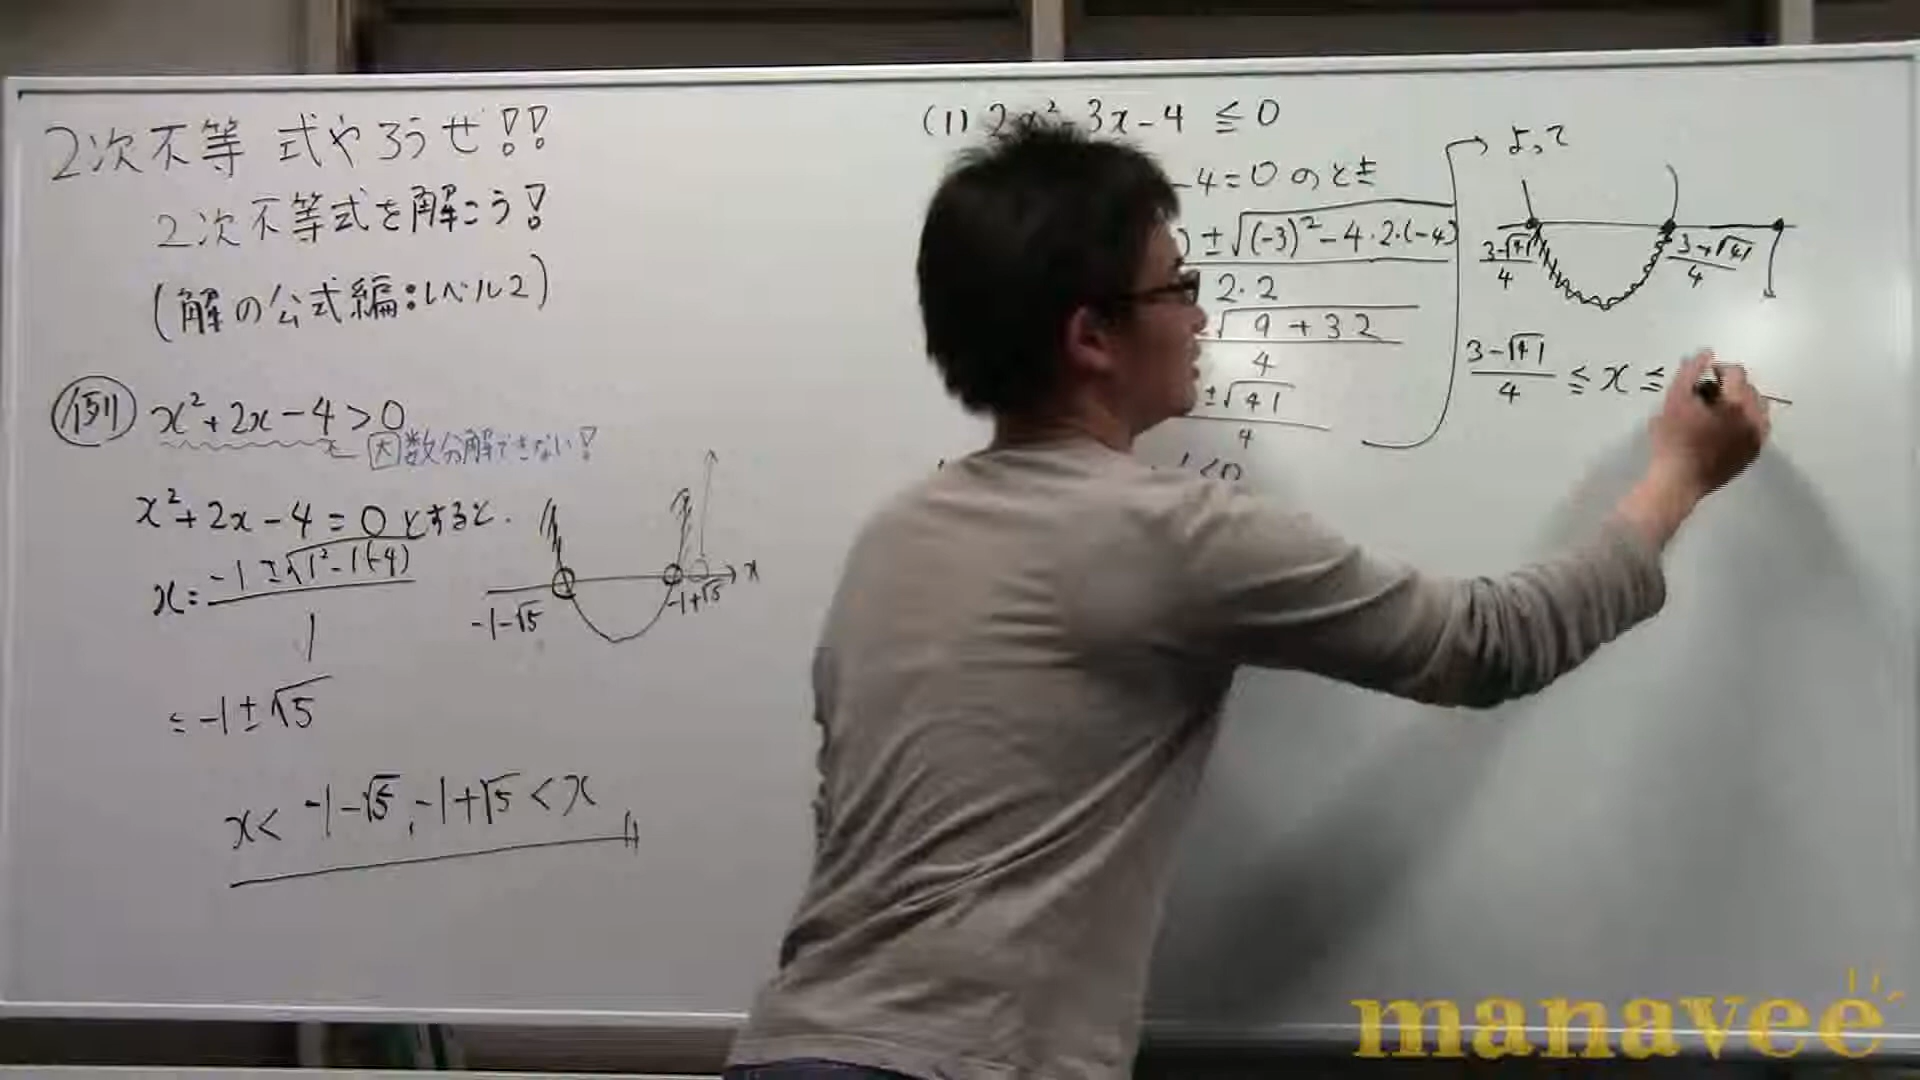 2次不等式やろうぜ!!
2次不等式を解こう!
(解の公式編:レベル2)
例 x²+2x-4>0
因数分解できない!
x²+2x-4=0とすると.
x=(-1±√(1²-1(-4)))/1
=-1±√5
-1-√5
-1+√5
x
x<-1-√5,-1+√5<x
(1) 2x²-3x-4≦0
-4=0のとき
±√((-3)²-4・2・(-4))
2・2
√(9+32)
4
±√41
4
<0
よって
(3-√41)/4
(3+√41)/4
(3-√41)/4≦x≦
manavee